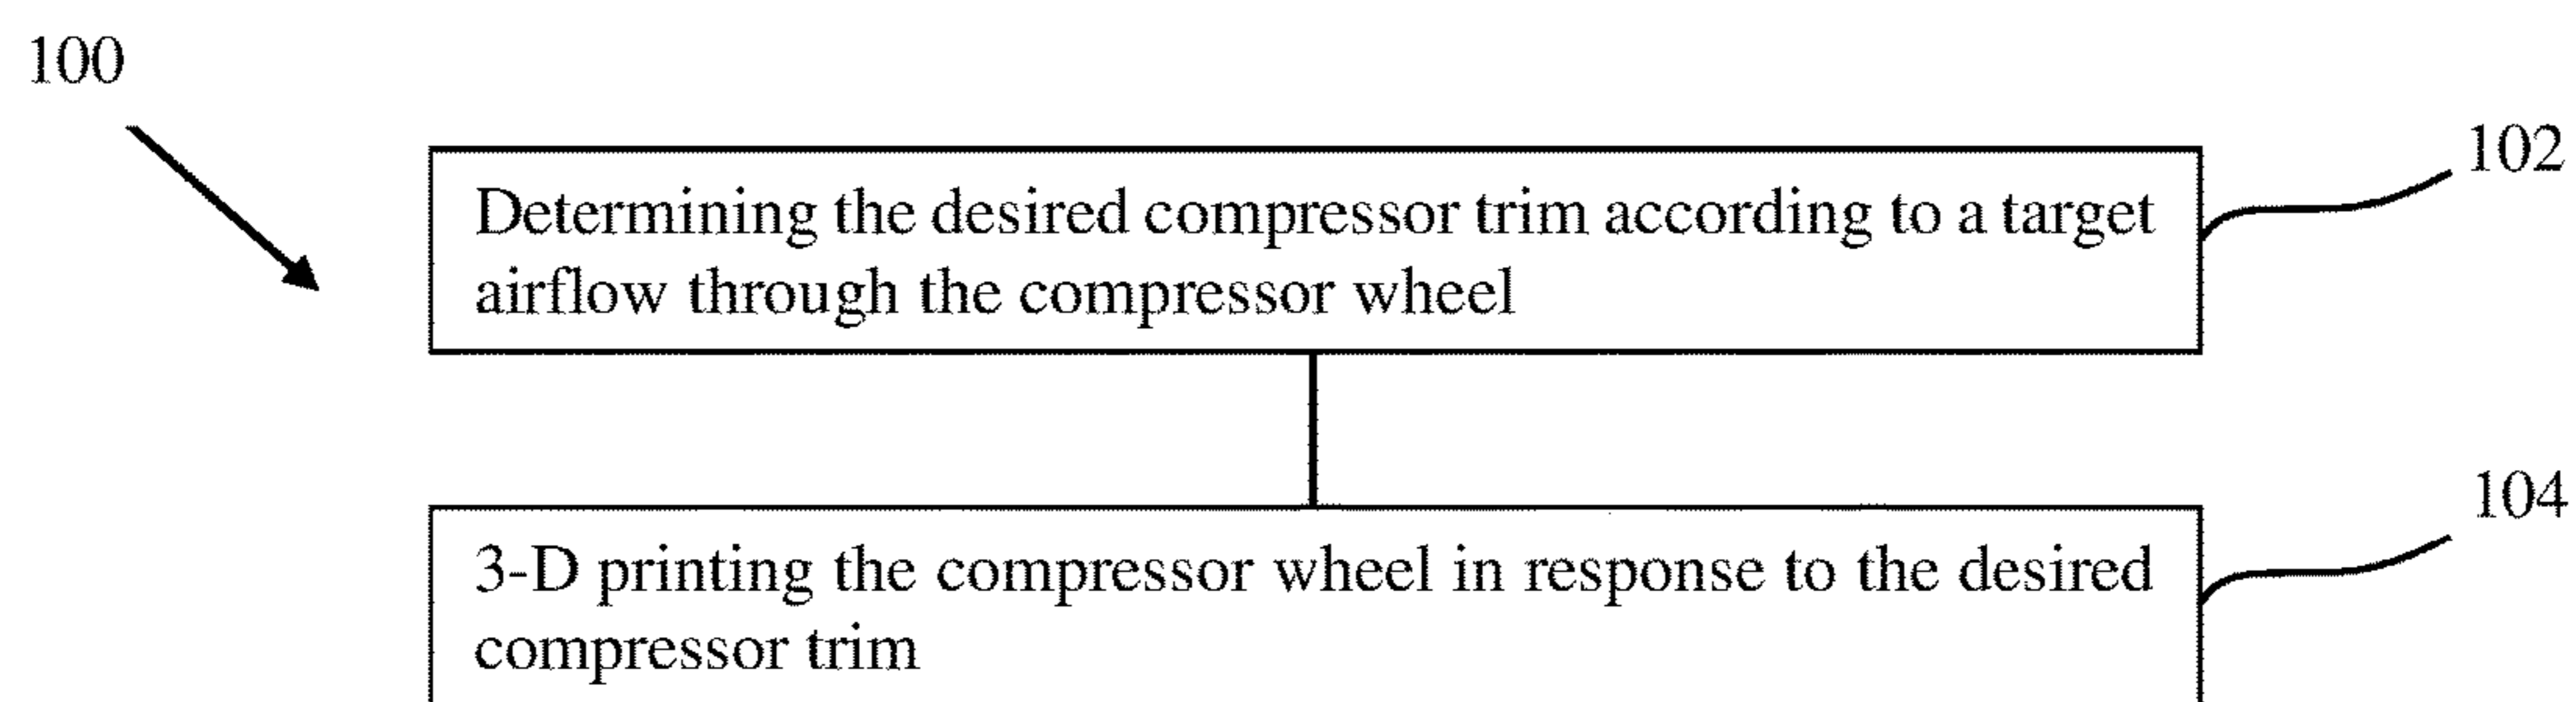 100
102
Determining the desired compressor trim according to a target
airflow through the compressor wheel
104
3-D printing the compressor wheel in response to the desired
compressor trim